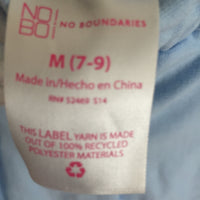 NO
BO
NO BOUNDARIES
M (7-9)
Made in/Hecho en China
RN# 52469 S14
THIS LABEL YARN IS MADE
OUT OF 100% RECYCLED
POLYESTER MATERIALS